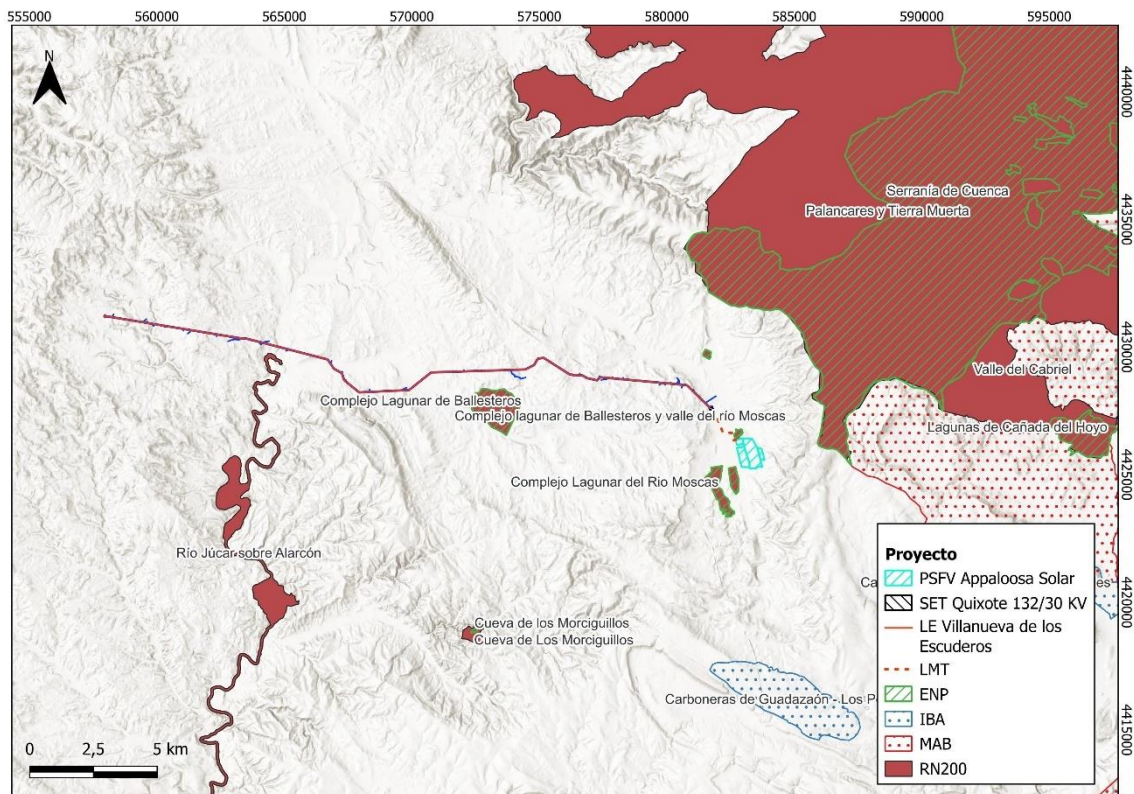 555000 560000 565000 570000 575000 580000 585000 590000 595000
N
4440000
4435000
4430000
4425000
4420000
4415000
Serranía de Cuenca
Palancares y Tierra Muerta
Valle del Cabriel
Complejo Lagunar de Ballesteros
Complejo lagunar de Ballesteros y valle del río Moscas
Lagunas de Cañada del Hoyo
Complejo Lagunar del Rio Moscas
Río Júcar sobre Alarcón
Cueva de los Morciguillos
Cueva de Los Morciguillos
Carboneras de Guadazaón - Los
Proyecto
PSFV Appaloosa Solar
SET Quixote 132/30 KV
LE Villanueva de los
Escuderos
LMT
ENP
IBA
MAB
RN200
0 2,5 5 km